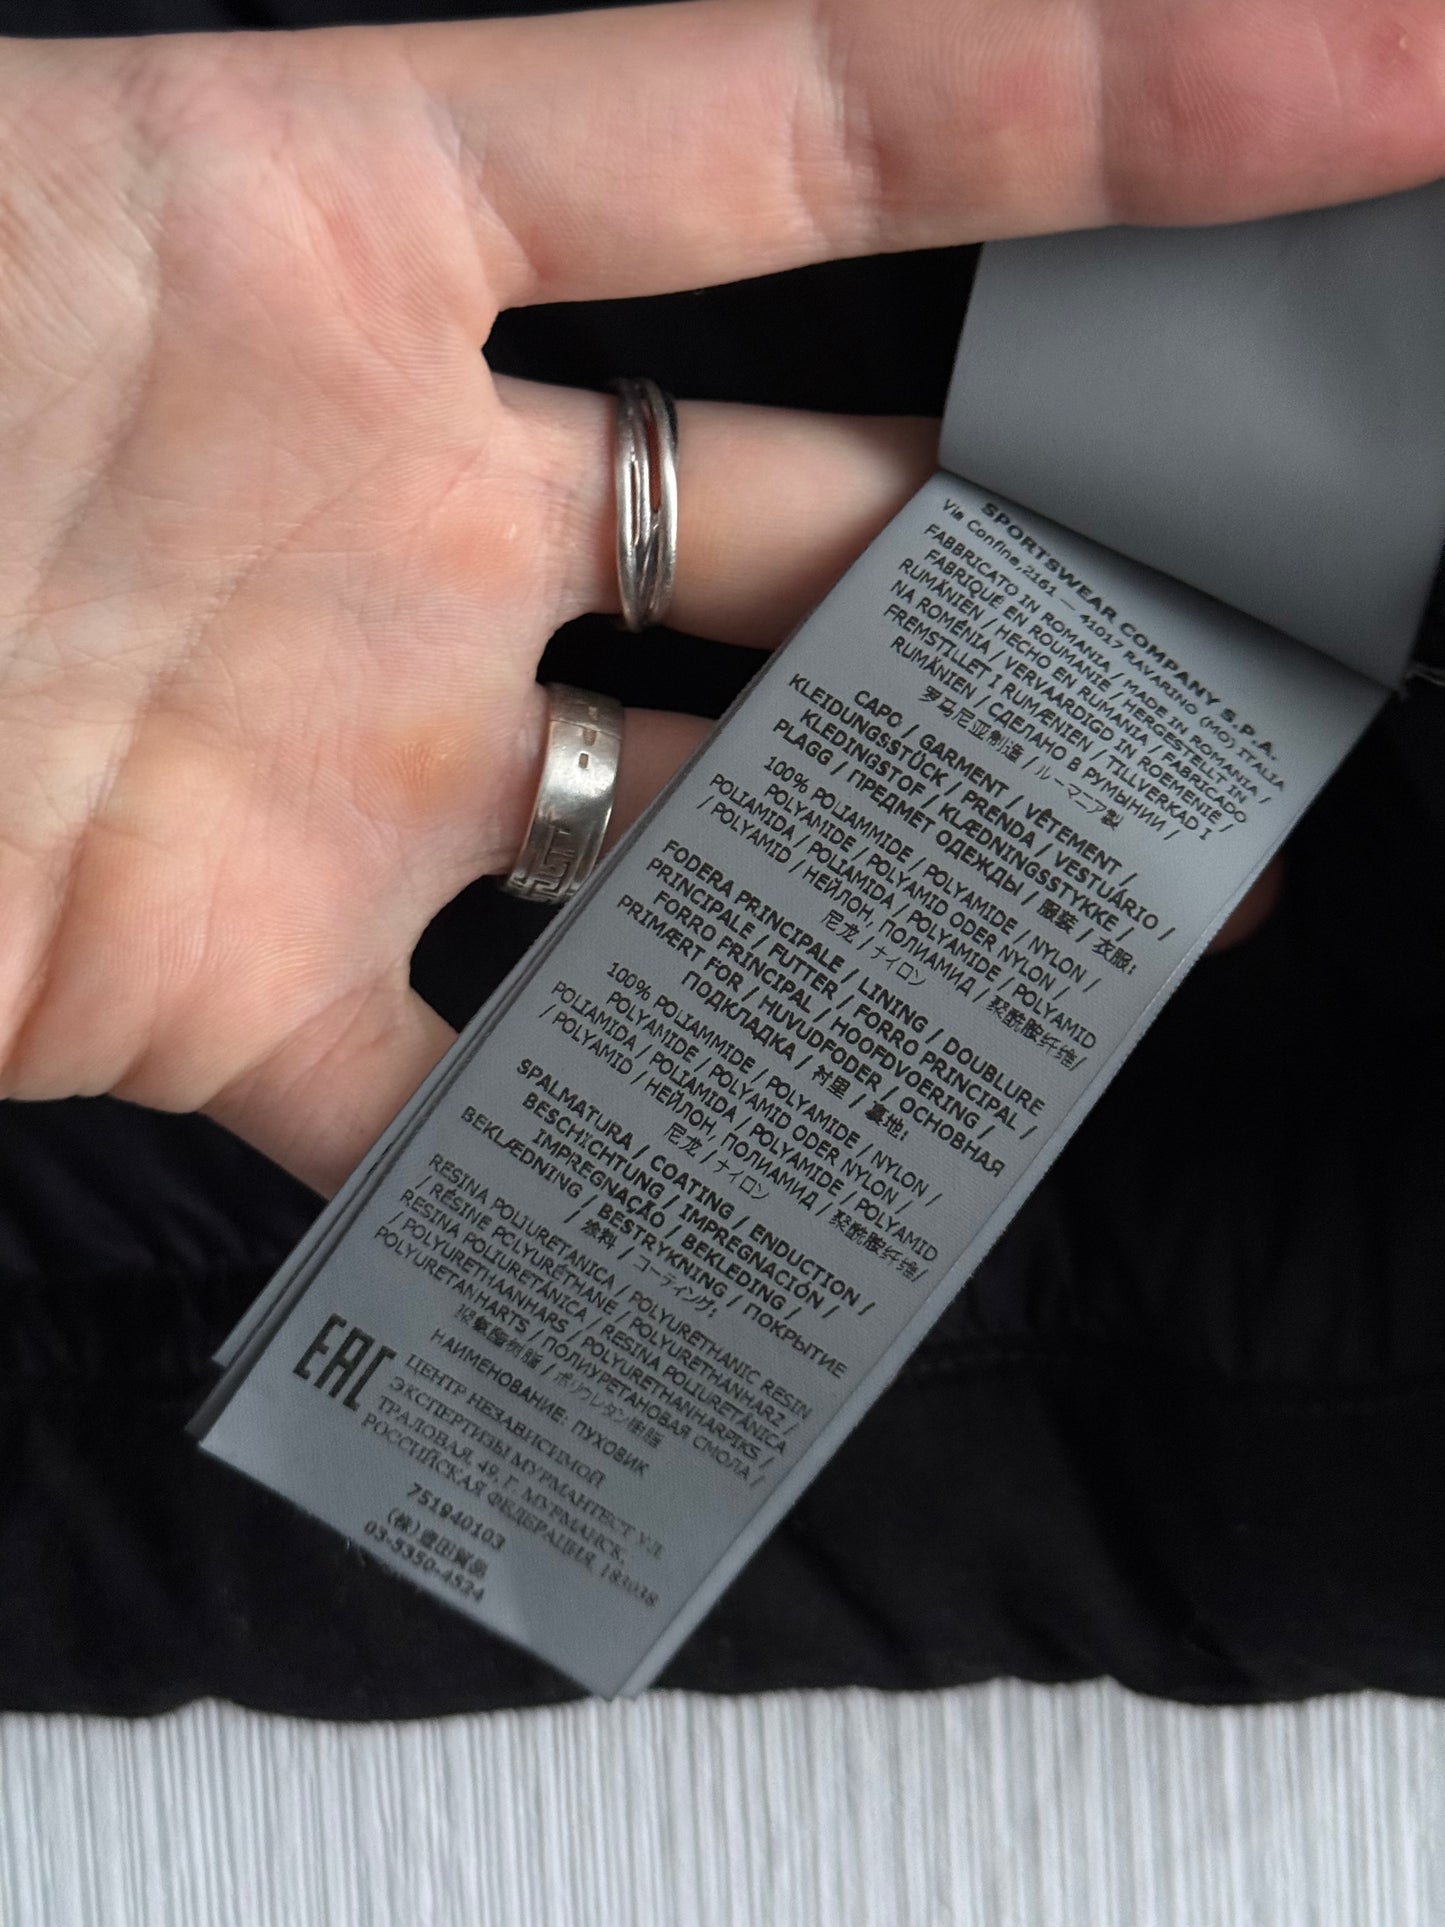 SPORTSWEAR COMPANY S.P.A.
Via Confine,2161 — 41017 RAVARINO (MO) ITALIA
FABBRICATO IN ROMANIA / MADE IN ROMANIA /
FABRIQUÉ EN ROUMANIE / HERGESTELLT IN
RUMÄNIEN / HECHO EN RUMANIA / FABRICADO
NA ROMÉNIA / VERVAARDIGD IN ROEMENIË /
FREMSTILLET I RUMÆNIEN / TILLVERKAD I
RUMÄNIEN / СДЕЛАНО В РУМЫНИИ /
罗马尼亚制造 / ルーマニア製
CAPO / GARMENT / VÊTEMENT /
KLEIDUNGSSTÜCK / PRENDA / VESTUÁRIO /
KLEDINGSTOF / KLÆDNINGSSTYKKE /
PLAGG / ПРЕДМЕТ ОДЕЖДЫ / 服装 / 衣服:
100% POLIAMMIDE / POLYAMIDE / NYLON /
POLYAMIDE / POLYAMID ODER NYLON /
POLIAMIDA / POLIAMIDA / POLYAMIDE / POLYAMID
/ POLYAMID / НЕЙЛОН, ПОЛИАМИД / 聚酰胺纤维/
尼龙 / ナイロン
FODERA PRINCIPALE / LINING / DOUBLURE
PRINCIPALE / FUTTER / FORRO PRINCIPAL /
FORRO PRINCIPAL / HOOFDVOERING /
PRIMÆRT FOR / HUVUDFODER / ОСНОВНАЯ
ПОДКЛАДКА / 衬里 / 裏地:
100% POLIAMMIDE / POLYAMIDE / NYLON /
POLYAMIDE / POLYAMID ODER NYLON /
POLIAMIDA / POLIAMIDA / POLYAMIDE / POLYAMID
/ POLYAMID / НЕЙЛОН, ПОЛИАМИД / 聚酰胺纤维/
尼龙 / ナイロン
SPALMATURA / COATING / ENDUCTION /
BESCHICHTUNG / IMPREGNACIÓN /
IMPREGNAÇÃO / BEKLEDING /
BEKLÆDNING / BESTRYKNING / ПОКРЫТИЕ
/ 涂料 / コーティング:
RESINA POLIURETANICA / POLYURETHANIC RESIN
/ RÉSINE POLYURÉTHANE / POLYURETHANHARZ /
RESINA POLIURETÁNICA / RESINA POLIURETÂNICA
/ POLYURETHAANHARS / POLYURETHANHARPIKS /
POLYURETANHARTS / ПОЛИУРЕТАНОВАЯ СМОЛА /
聚氨酯树脂 / ポリウレタン樹脂
НАИМЕНОВАНИЕ: ПУХОВИК
EAC ЦЕНТР НЕЗАВИСИМОЙ
ЭКСПЕРТИЗЫ МУРМАНТЕСТ УЛ.
ТРАЛОВАЯ, 49, Г. МУРМАНСК,
РОССИЙСКАЯ ФЕДЕРАЦИЯ, 183038
751940103
(株)豊田貿易
03-5350-4524